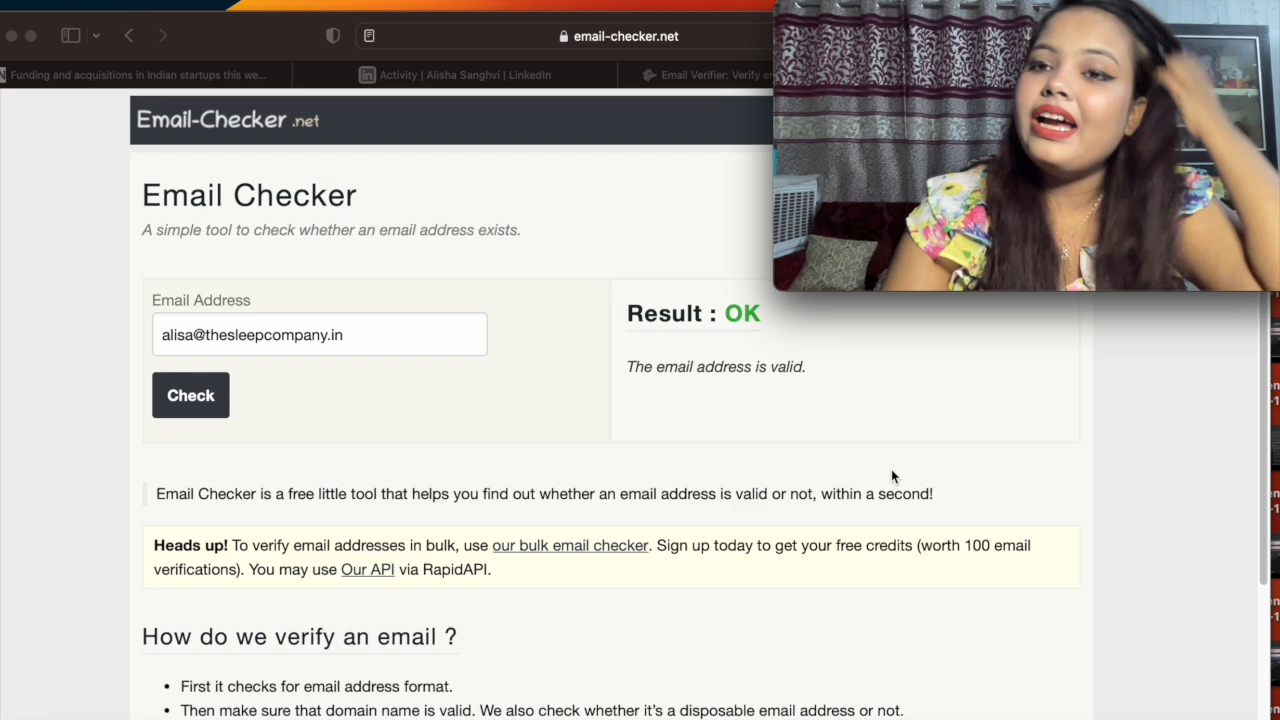 email-checker.net
Funding and acquisitions in Indian startups this we...
Activity | Alisha Sanghvi | LinkedIn
Email Verifier: Verify
Email-Checker .net
Email Checker
A simple tool to check whether an email address exists.
Email Address
alisa@thesleepcompany.in
Check
Result : OK
The email address is valid.
Email Checker is a free little tool that helps you find out whether an email address is valid or not, within a second!
Heads up! To verify email addresses in bulk, use our bulk email checker. Sign up today to get your free credits (worth 100 email
verifications). You may use Our API via RapidAPI.
How do we verify an email ?
• First it checks for email address format.
• Then make sure that domain name is valid. We also check whether it's a disposable email address or not.